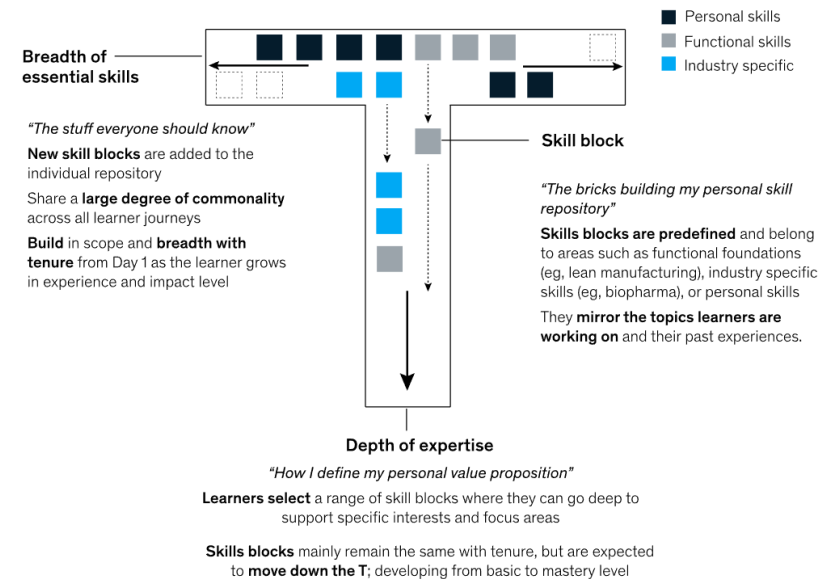 Personal skills
Functional skills
Industry specific
Breadth of
essential skills
“The stuff everyone should know”
New skill blocks are added to the
individual repository
Share a large degree of commonality
across all learner journeys
Build in scope and breadth with
tenure from Day 1 as the learner grows
in experience and impact level
Skill block
“The bricks building my personal skill
repository”
Skills blocks are predefined and belong
to areas such as functional foundations
(eg, lean manufacturing), industry specific
skills (eg, biopharma), or personal skills
They mirror the topics learners are
working on and their past experiences.
Depth of expertise
“How I define my personal value proposition”
Learners select a range of skill blocks where they can go deep to
support specific interests and focus areas
Skills blocks mainly remain the same with tenure, but are expected
to move down the T; developing from basic to mastery level